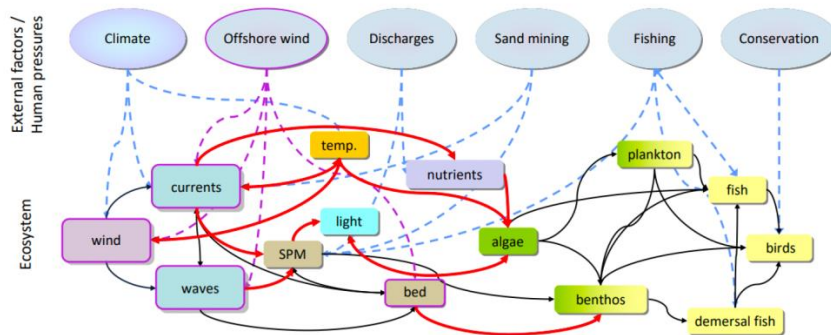 External factors /
Human pressures
Climate
Offshore wind
Discharges
Sand mining
Fishing
Conservation
Ecosystem
temp.
plankton
currents
nutrients
fish
light
wind
algae
birds
SPM
waves
bed
benthos
demersal fish